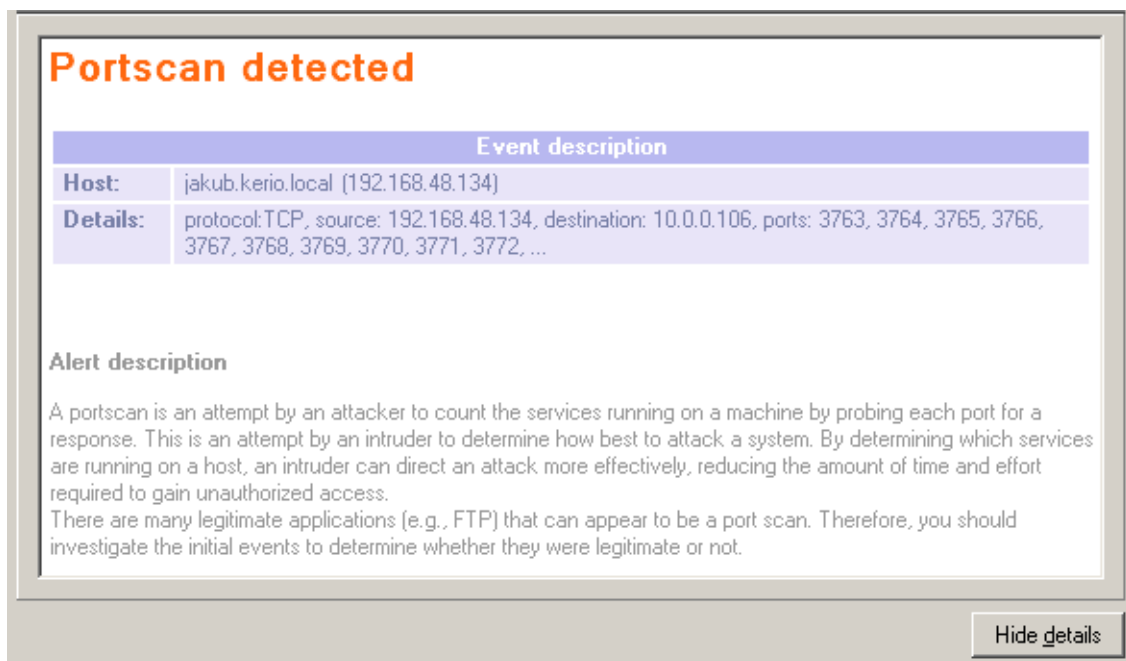 Portscan detected
Event description
Host: jakub.kerio.local (192.168.48.134)
Details: protocol:TCP, source: 192.168.48.134, destination: 10.0.0.106, ports: 3763, 3764, 3765, 3766,
3767, 3768, 3769, 3770, 3771, 3772, ...
Alert description
A portscan is an attempt by an attacker to count the services running on a machine by probing each port for a
response. This is an attempt by an intruder to determine how best to attack a system. By determining which services
are running on a host, an intruder can direct an attack more effectively, reducing the amount of time and effort
required to gain unauthorized access.
There are many legitimate applications (e.g., FTP) that can appear to be a port scan. Therefore, you should
investigate the initial events to determine whether they were legitimate or not.
Hide details